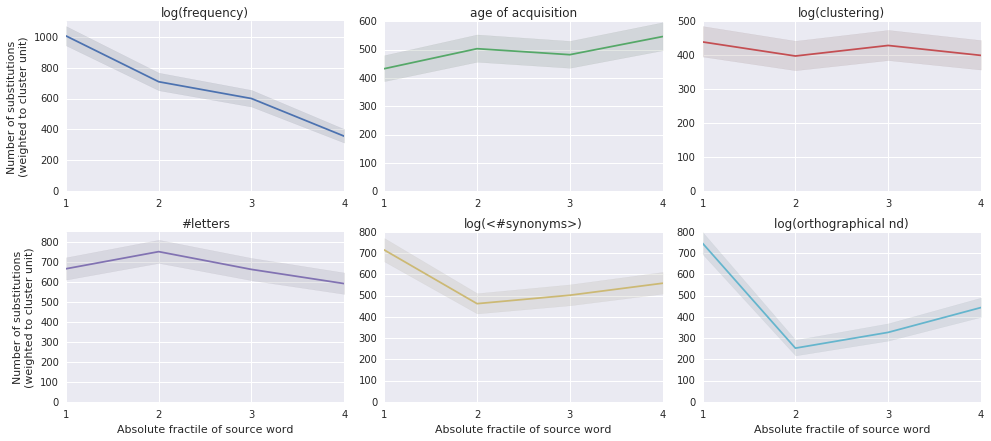 log(frequency)
age of acquisition
log(clustering)
Number of substitutions
(weighted to cluster unit)
1000
800
600
400
200
0
1 2 3 4
600
500
400
300
200
100
0
1 2 3 4
500
400
300
200
100
0
1 2 3 4
#letters
log(<#synonyms>)
log(orthographical nd)
Number of substitutions
(weighted to cluster unit)
800
700
600
500
400
300
200
100
0
1 2 3 4
Absolute fractile of source word
800
700
600
500
400
300
200
100
0
1 2 3 4
Absolute fractile of source word
800
700
600
500
400
300
200
100
0
1 2 3 4
Absolute fractile of source word